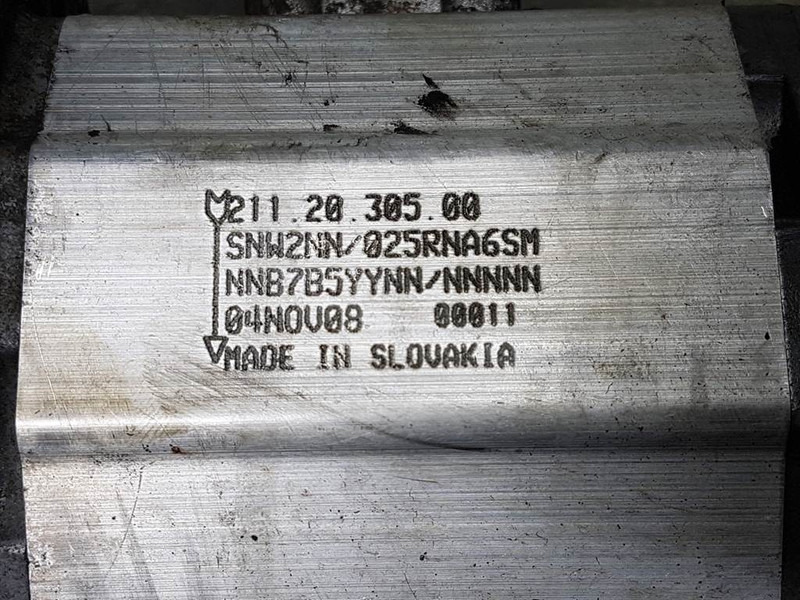 211.20.305.00
SNW2NN/025RNA6SM
NNB7B5YYNN/NNNNN
04NOV08 00011
MADE IN SLOVAKIA